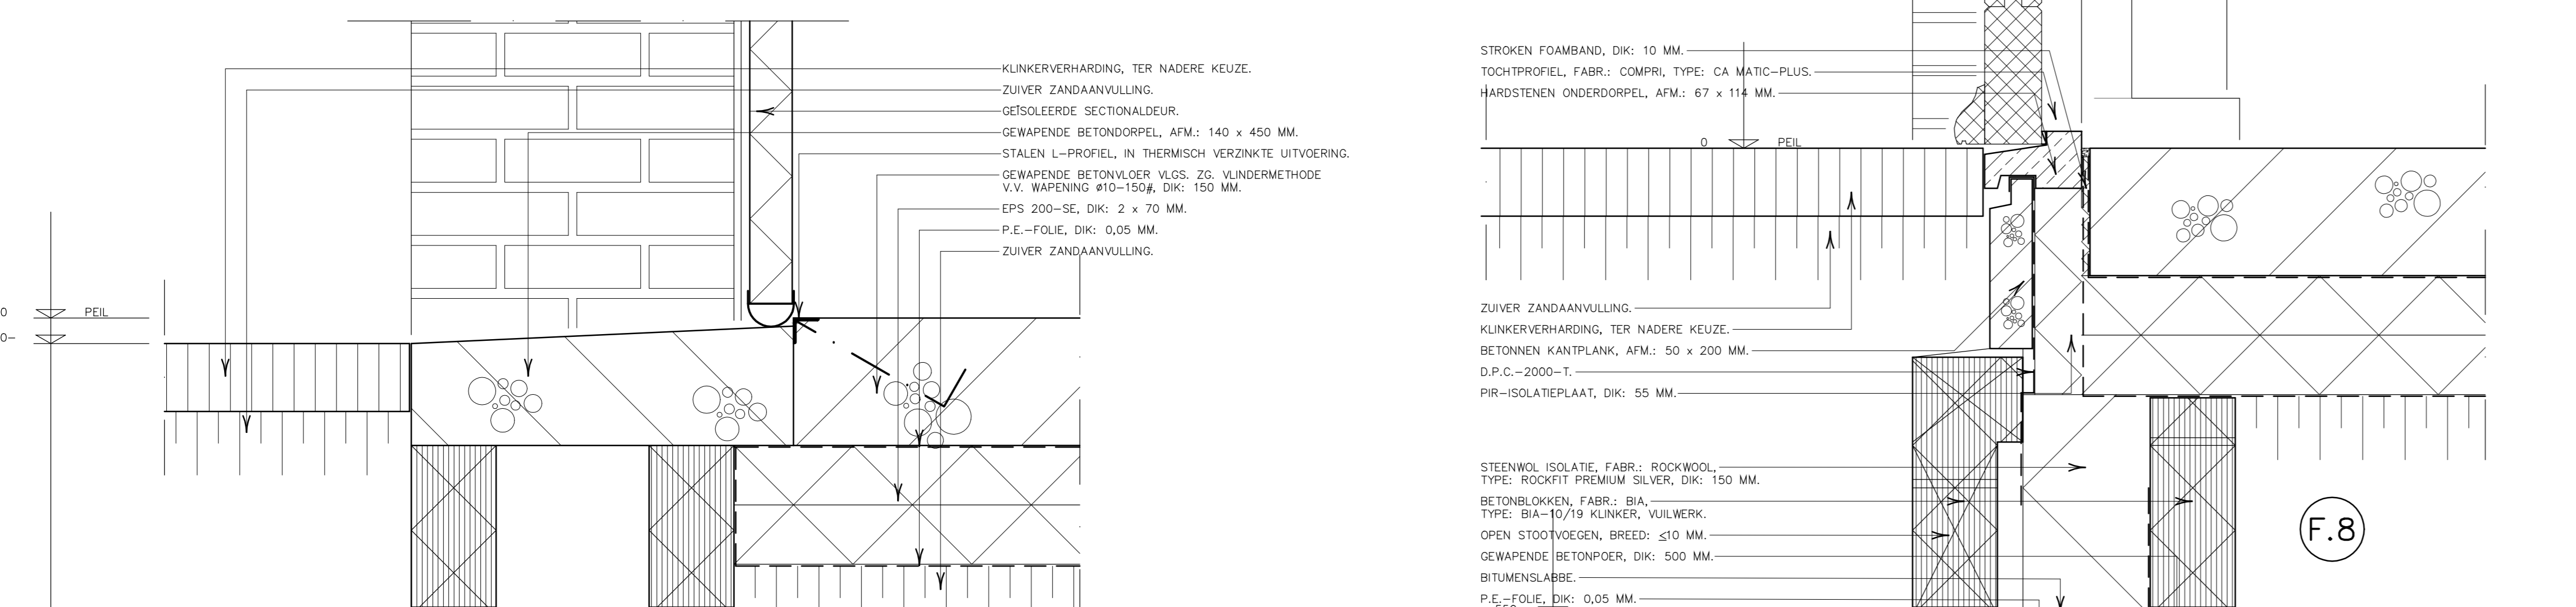 KLINKERVERHARDING, TER NADERE KEUZE.
ZUIVER ZANDAANVULLING.
GEÏSOLEERDE SECTIONALDEUR.
GEWAPENDE BETONDORPEL, AFM.: 140 x 450 MM.
STALEN L-PROFIEL, IN THERMISCH VERZINKTE UITVOERING.
GEWAPENDE BETONVLOER VLGS. ZG. VLINDERMETHODE
V.V. WAPENING ø10-150#, DIK: 150 MM.
EPS 200-SE, DIK: 2 x 70 MM.
P.E.-FOLIE, DIK: 0,05 MM.
ZUIVER ZANDAANVULLING.
0 PEIL
0-
STROKEN FOAMBAND, DIK: 10 MM.
TOCHTPROFIEL, FABR.: COMPRI, TYPE: CA MATIC-PLUS.
HARDSTENEN ONDERDORPEL, AFM.: 67 x 114 MM.
0 PEIL
ZUIVER ZANDAANVULLING.
KLINKERVERHARDING, TER NADERE KEUZE.
BETONNEN KANTPLANK, AFM.: 50 x 200 MM.
D.P.C.-2000-T.
PIR-ISOLATIEPLAAT, DIK: 55 MM.
STEENWOL ISOLATIE, FABR.: ROCKWOOL,
TYPE: ROCKFIT PREMIUM SILVER, DIK: 150 MM.
BETONBLOKKEN, FABR.: BIA,
TYPE: BIA-10/19 KLINKER, VUILWERK.
OPEN STOOTVOEGEN, BREED: ≤10 MM.
GEWAPENDE BETONPOER, DIK: 500 MM.
BITUMENSLABBE.
P.E.-FOLIE, DIK: 0,05 MM.
F.8